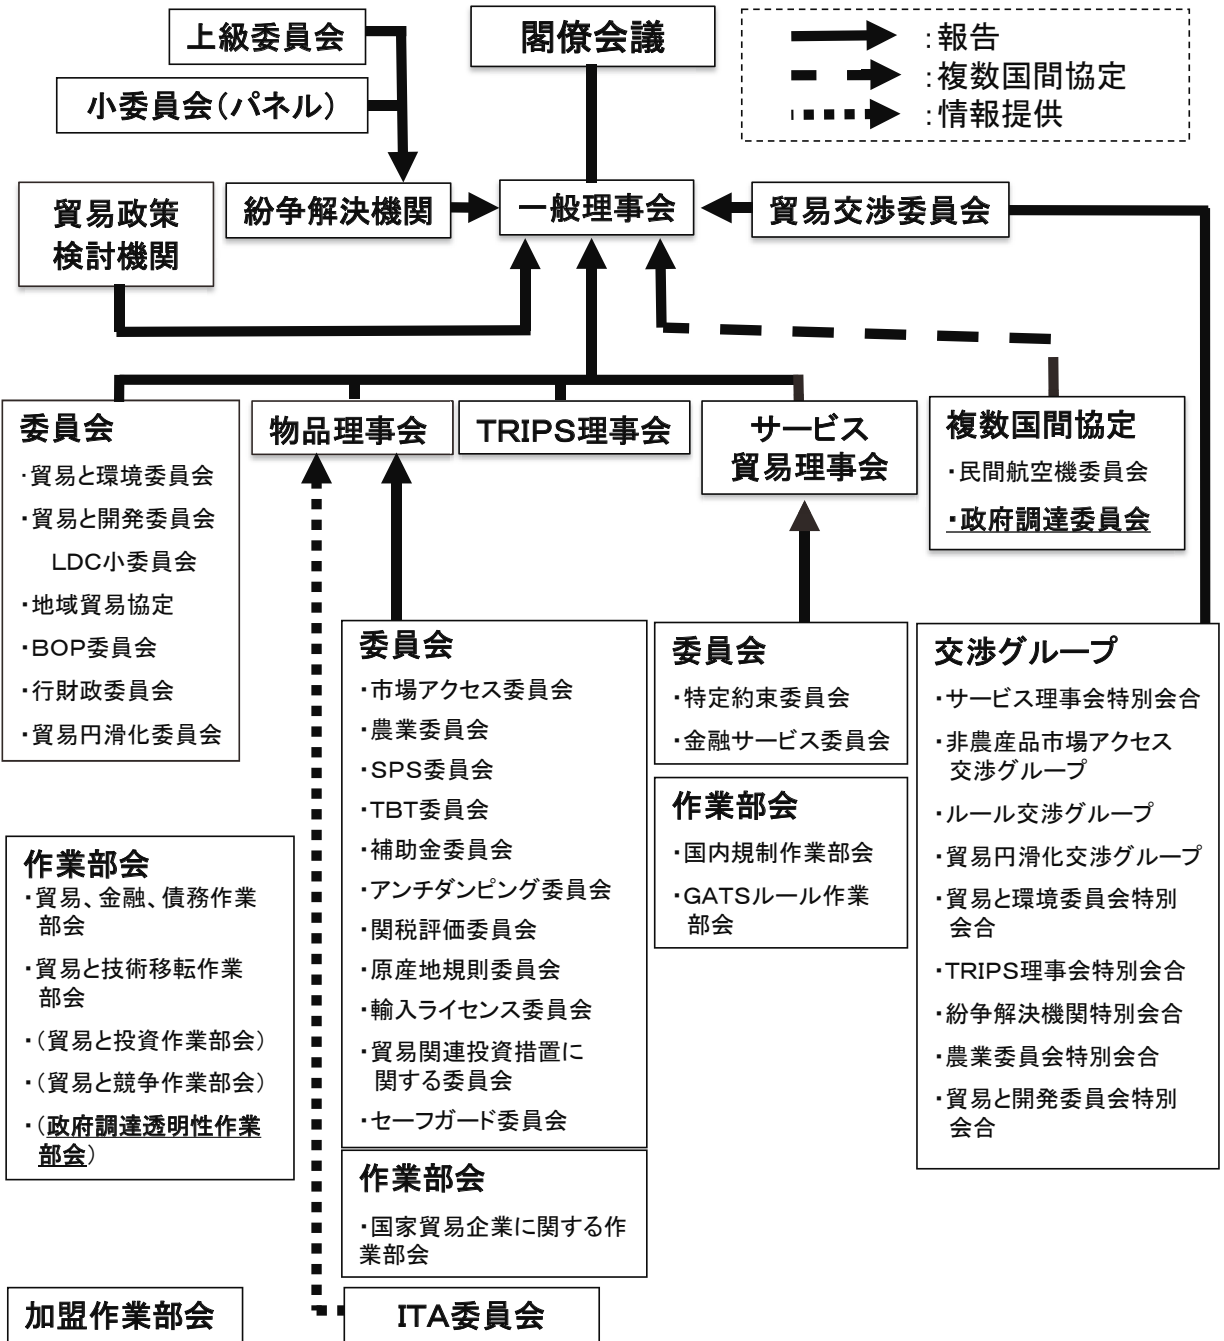 上級委員会
閣僚会議
:報告
:複数国間協定
:情報提供
小委員会(パネル)
貿易政策
検討機関
紛争解決機関
一般理事会
貿易交渉委員会
委員会
・貿易と環境委員会
・貿易と開発委員会
LDC小委員会
・地域貿易協定
・BOP委員会
・行財政委員会
・貿易円滑化委員会
物品理事会
TRIPS理事会
サービス
貿易理事会
複数国間協定
・民間航空機委員会
・政府調達委員会
作業部会
・貿易、金融、債務作業
部会
・貿易と技術移転作業
部会
・(貿易と投資作業部会)
・(貿易と競争作業部会)
・(政府調達透明性作業
部会)
委員会
・市場アクセス委員会
・農業委員会
・SPS委員会
・TBT委員会
・補助金委員会
・アンチダンピング委員会
・関税評価委員会
・原産地規則委員会
・輸入ライセンス委員会
・貿易関連投資措置に
関する委員会
・セーフガード委員会
作業部会
・国家貿易企業に関する作
業部会
委員会
・特定約束委員会
・金融サービス委員会
作業部会
・国内規制作業部会
・GATSルール作業
部会
交渉グループ
・サービス理事会特別会合
・非農産品市場アクセス
交渉グループ
・ルール交渉グループ
・貿易円滑化交渉グループ
・貿易と環境委員会特別
会合
・TRIPS理事会特別会合
・紛争解決機関特別会合
・農業委員会特別会合
・貿易と開発委員会特別
会合
加盟作業部会
ITA委員会